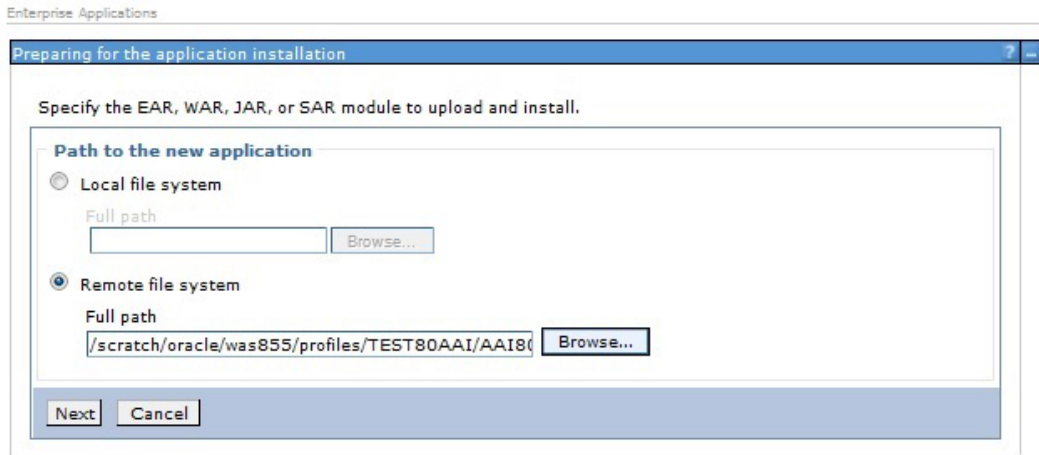 Enterprise Applications
Preparing for the application installation ? –
Specify the EAR, WAR, JAR, or SAR module to upload and install.
Path to the new application
Local file system
Full path
Browse...
Remote file system
Full path
/scratch/oracle/was855/profiles/TEST80AAI/AAI80 Browse...
Next Cancel